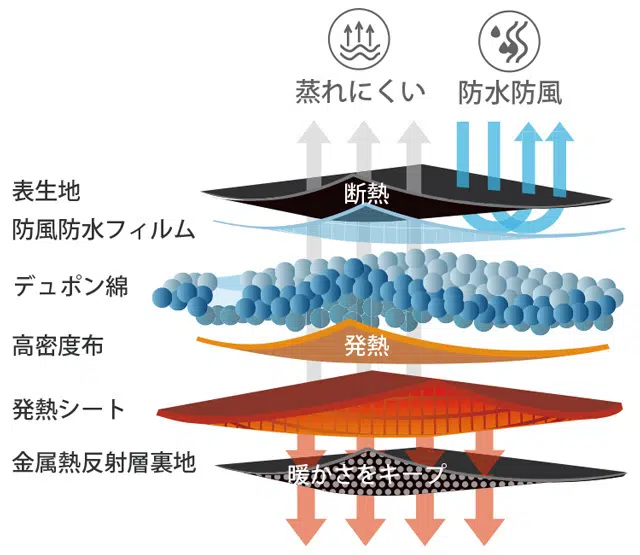 蒸れにくい
防水防風
表生地
断熱
防風防水フィルム
デュポン綿
高密度布
発熱
発熱シート
金属熱反射層裏地
暖かさをキープ